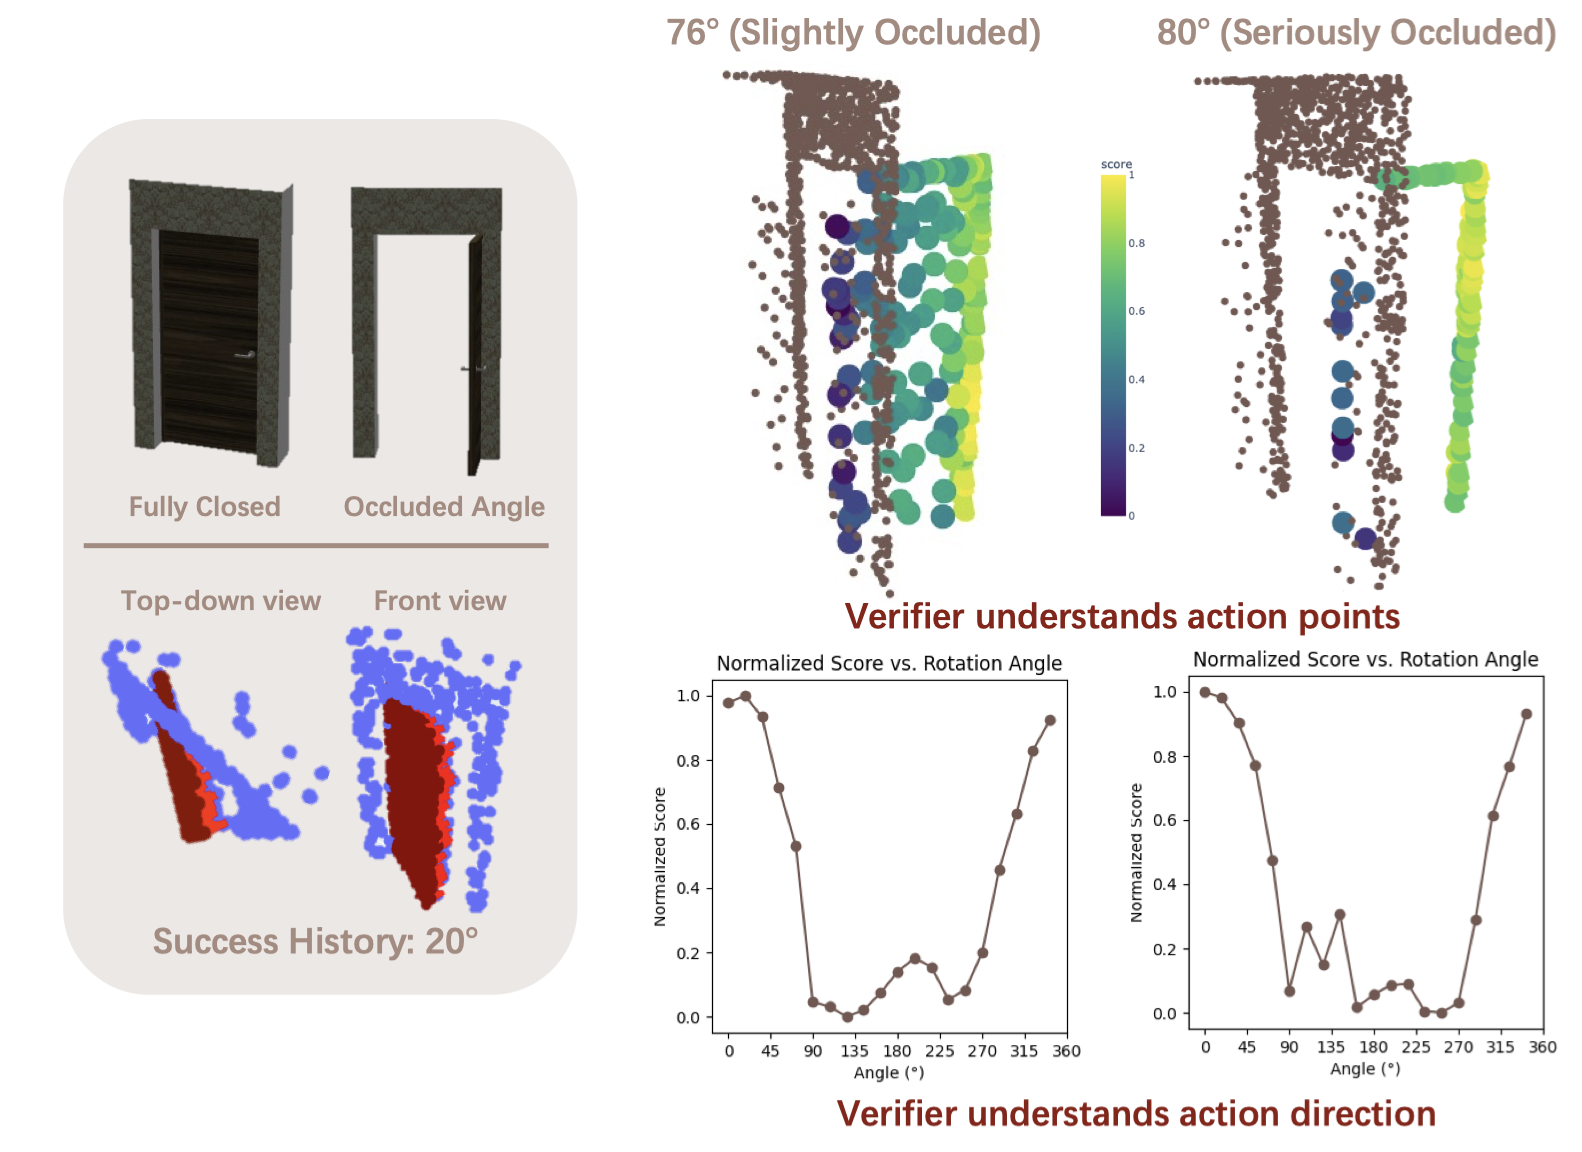 76° (Slightly Occluded)
80° (Seriously Occluded)
score
1
0.8
0.6
0.4
0.2
0
Fully Closed
Occluded Angle
Top-down view
Front view
Success History: 20°
Verifier understands action points
Normalized Score vs. Rotation Angle
Normalized Score
1.0
0.8
0.6
0.4
0.2
0.0
0 45 90 135 180 225 270 315 360
Angle (°)
Normalized Score vs. Rotation Angle
Normalized Score
1.0
0.8
0.6
0.4
0.2
0.0
0 45 90 135 180 225 270 315 360
Angle (°)
Verifier understands action direction